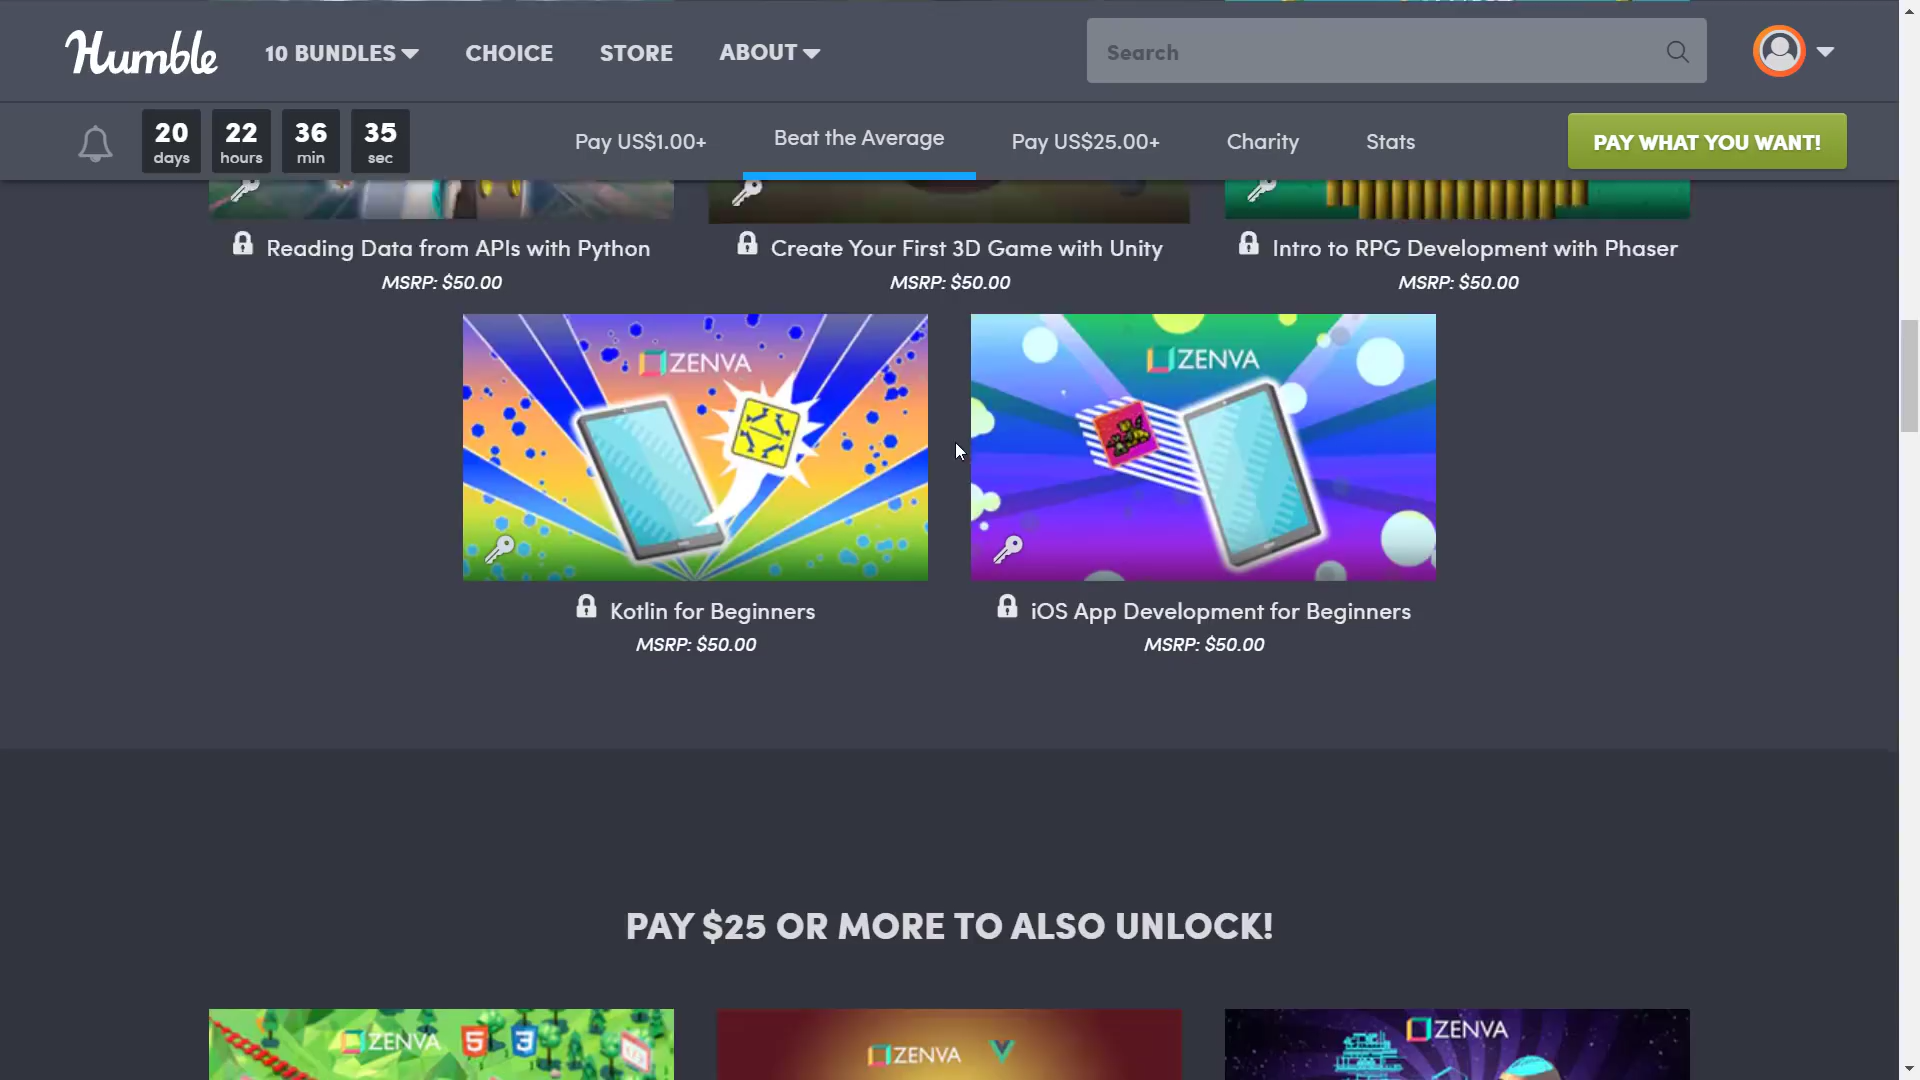 Humble
10 BUNDLES
CHOICE
STORE
ABOUT
Search
20 days
22 hours
36 min
35 sec
Pay US$1.00+
Beat the Average
Pay US$25.00+
Charity
Stats
PAY WHAT YOU WANT!
Reading Data from APIs with Python
MSRP: $50.00
Create Your First 3D Game with Unity
MSRP: $50.00
Intro to RPG Development with Phaser
MSRP: $50.00
ZENVA
ZENVA
Kotlin for Beginners
MSRP: $50.00
iOS App Development for Beginners
MSRP: $50.00
PAY $25 OR MORE TO ALSO UNLOCK!
ZENVA 5 3
ZENVA
ZENVA